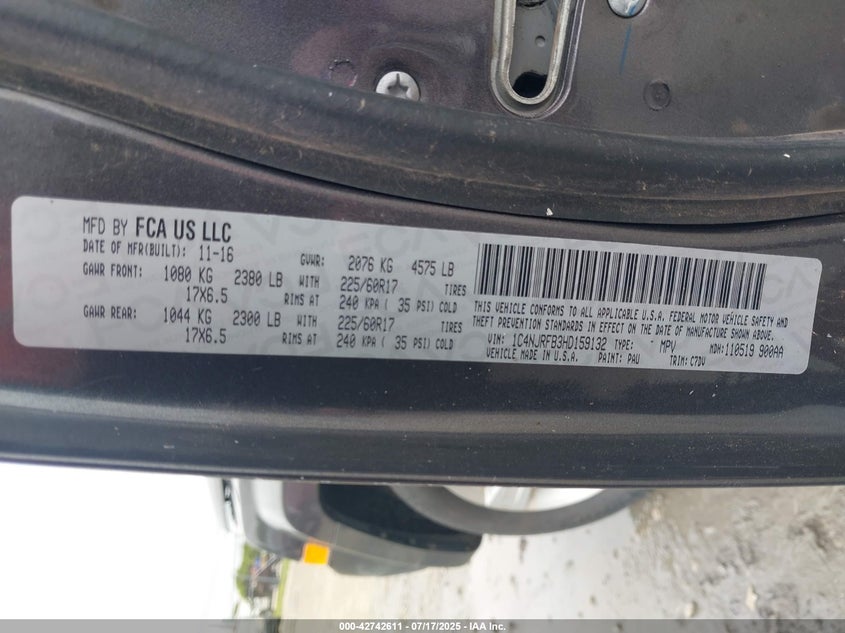 MFD BY FCA US LLC
DATE OF MFR(BUILT): 11-16 GVWR: 2076 KG 4575 LB
GAWR FRONT: 1080 KG 2380 LB WITH 225/60R17 TIRES
17X6.5 RIMS AT 240 KPA ( 35 PSI) COLD
GAWR REAR: 1044 KG 2300 LB WITH 225/60R17 TIRES
17X6.5 RIMS AT 240 KPA ( 35 PSI) COLD
THIS VEHICLE CONFORMS TO ALL APPLICABLE U.S.A. FEDERAL MOTOR VEHICLE SAFETY AND
THEFT PREVENTION STANDARDS IN EFFECT ON THE DATE OF MANUFACTURE SHOWN ABOVE.
VIN: 1C4NJRFB3HD159132 TYPE: MPV MDH:110519 900AA
VEHICLE MADE IN U.S.A. PAINT: PAU TRIM: C7DV
000-42742611 - 07/17/2025 - IAA Inc.